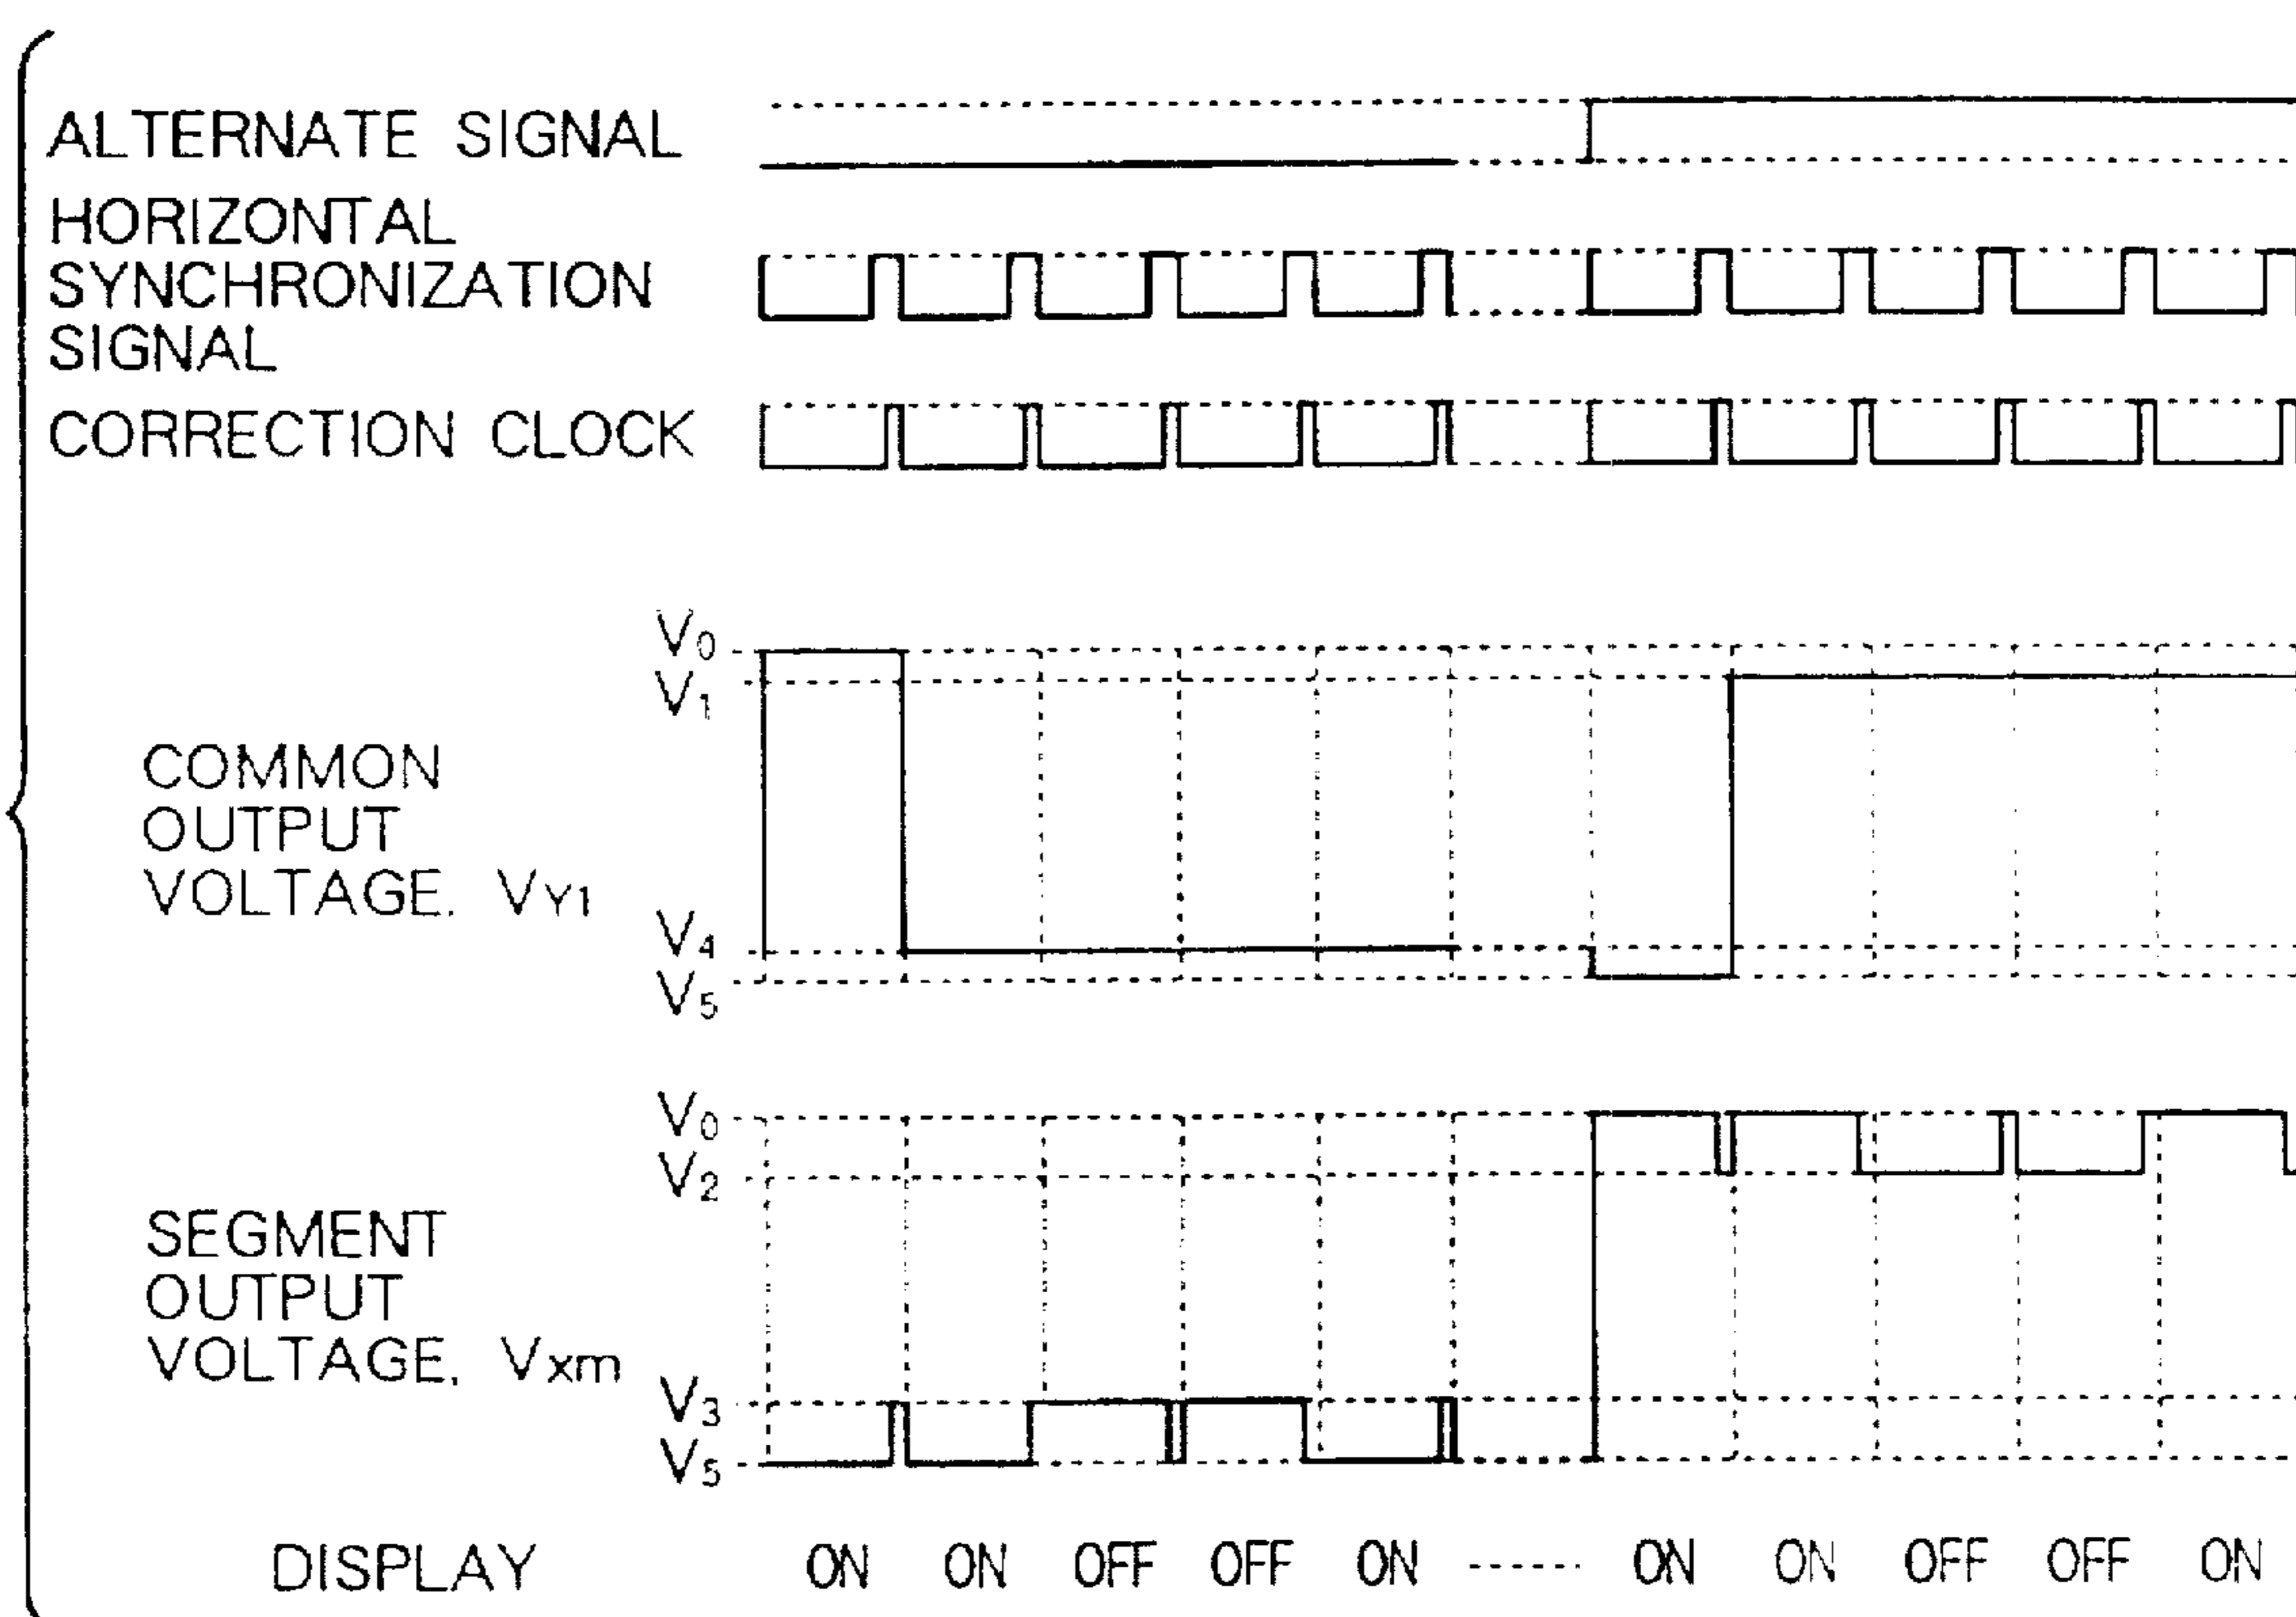 ALTERNATE SIGNAL
HORIZONTAL
SYNCHRONIZATION
SIGNAL
CORRECTION CLOCK
V0
V1
COMMON
OUTPUT
VOLTAGE. VY1
V4
V5
V0
V2
SEGMENT
OUTPUT
VOLTAGE. Vxm
V3
V5
DISPLAY ON ON OFF OFF ON ----- ON ON OFF OFF ON